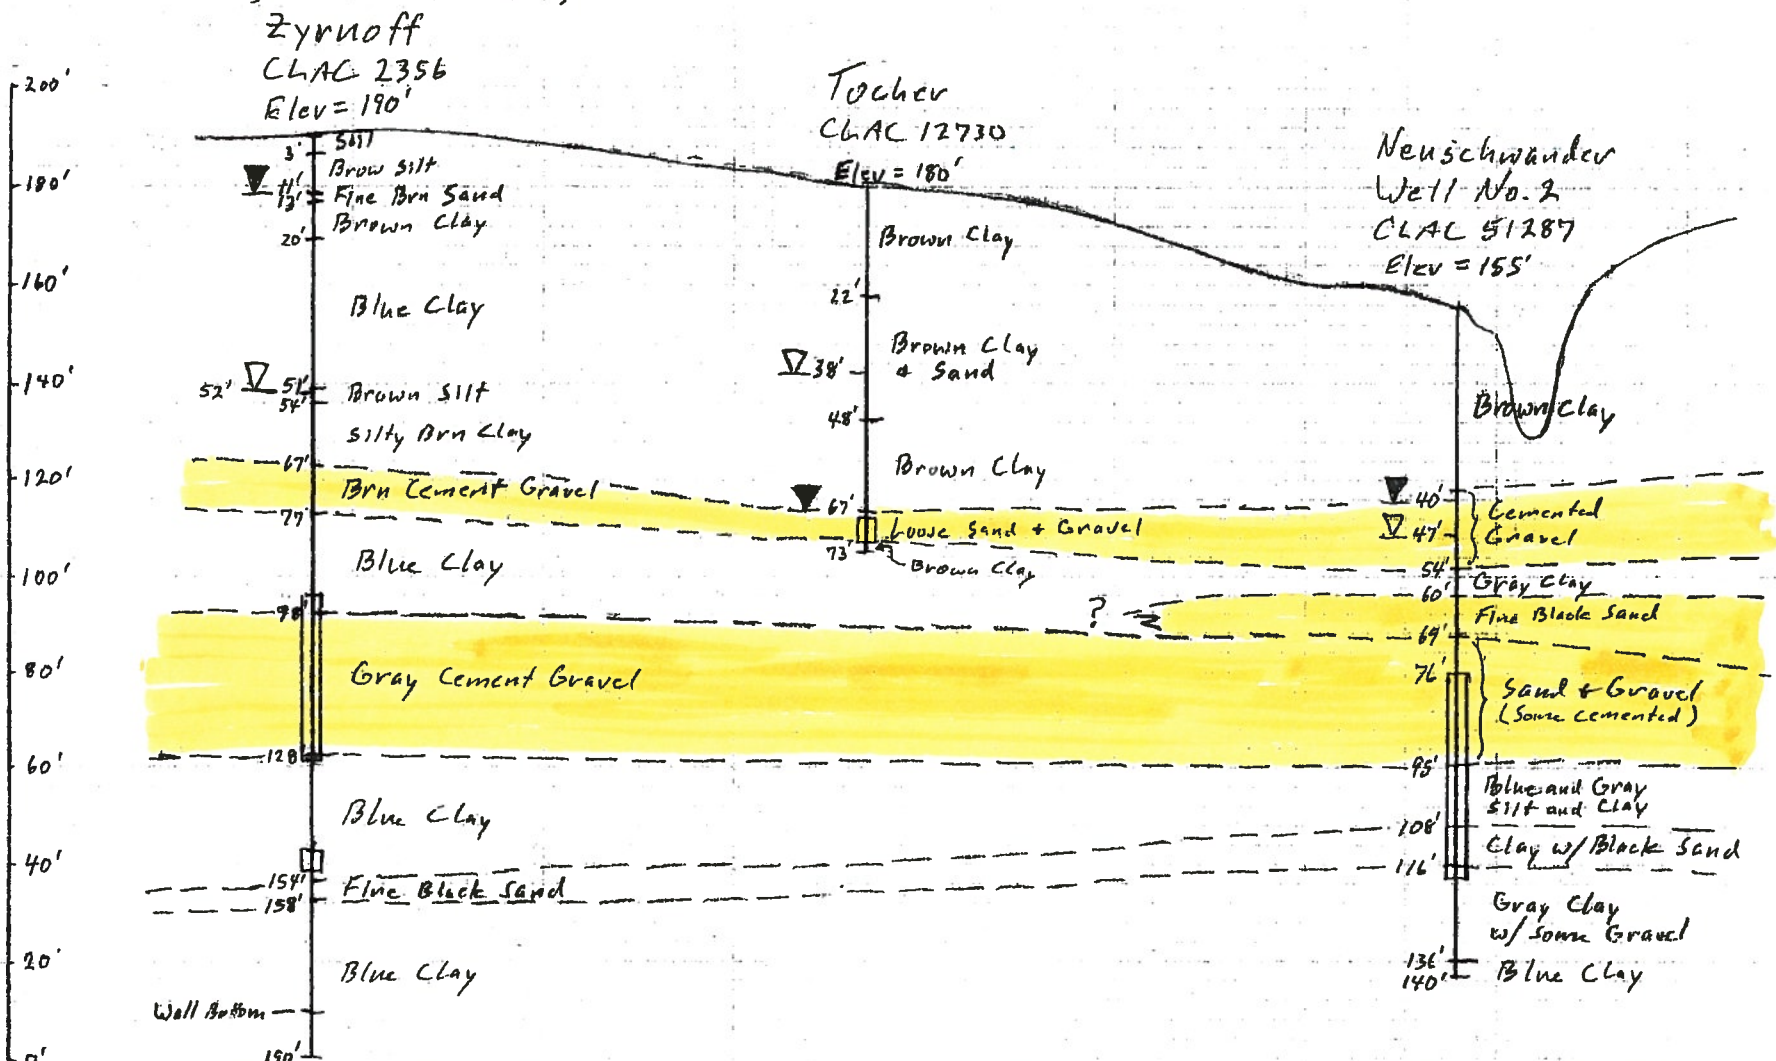 Zyrnoff
CLAC 2356
Elev = 190'
Tocher
CLAC 12730
Elev = 180'
Neuschwander
Well No. 2
CLAC 51287
Elev = 155'
200'
180'
160'
140'
120'
100'
80'
60'
40'
20'
0'
Soil
3'
Brow Silt
11'
Fine Brn Sand
13'
Brown Clay
20'
Blue Clay
52'
51'
Brown Silt
54'
Silty Brn Clay
67'
Brn Cement Gravel
77'
Blue Clay
98'
Gray Cement Gravel
128'
Blue Clay
154'
Fine Black Sand
158'
Blue Clay
Well Bottom
190'
Brown Clay
22'
Brown Clay
& Sand
38'
48'
Brown Clay
67'
Loose Sand & Gravel
73'
Brown Clay
?
Brown Clay
40'
Cemented
Gravel
47'
54'
Gray Clay
60'
Fine Black Sand
69'
76'
Sand & Gravel
(Some cemented)
95'
Blue and Gray
Silt and Clay
108'
Clay w/Black Sand
116'
Gray Clay
w/ Some Gravel
136'
Blue Clay
140'